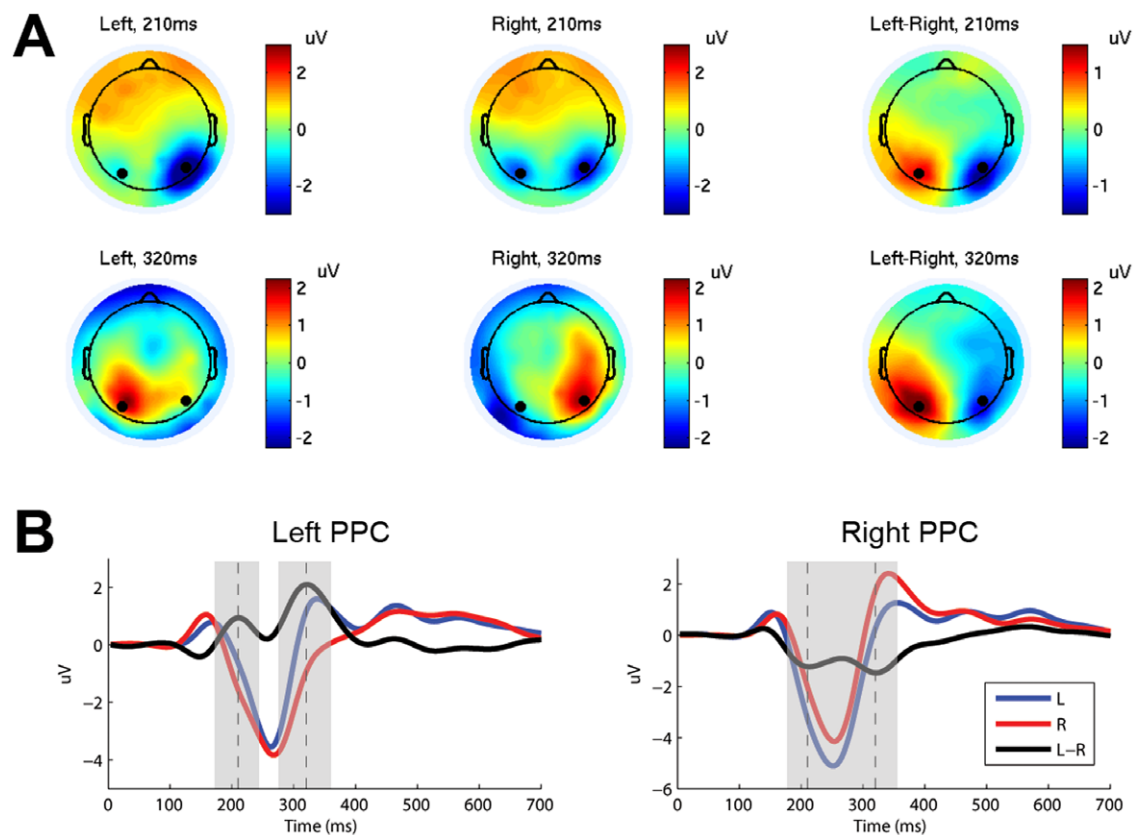 A
Left, 210ms
uV
2
0
-2
Right, 210ms
uV
2
0
-2
Left-Right, 210ms
uV
1
0
-1
Left, 320ms
uV
2
1
0
-1
-2
Right, 320ms
uV
2
1
0
-1
-2
Left-Right, 320ms
uV
2
1
0
-1
-2
B
Left PPC
uV
2
0
−2
−4
0 100 200 300 400 500 600 700
Time (ms)
Right PPC
uV
2
0
−2
−4
−6
0 100 200 300 400 500 600 700
Time (ms)
L
R
L−R